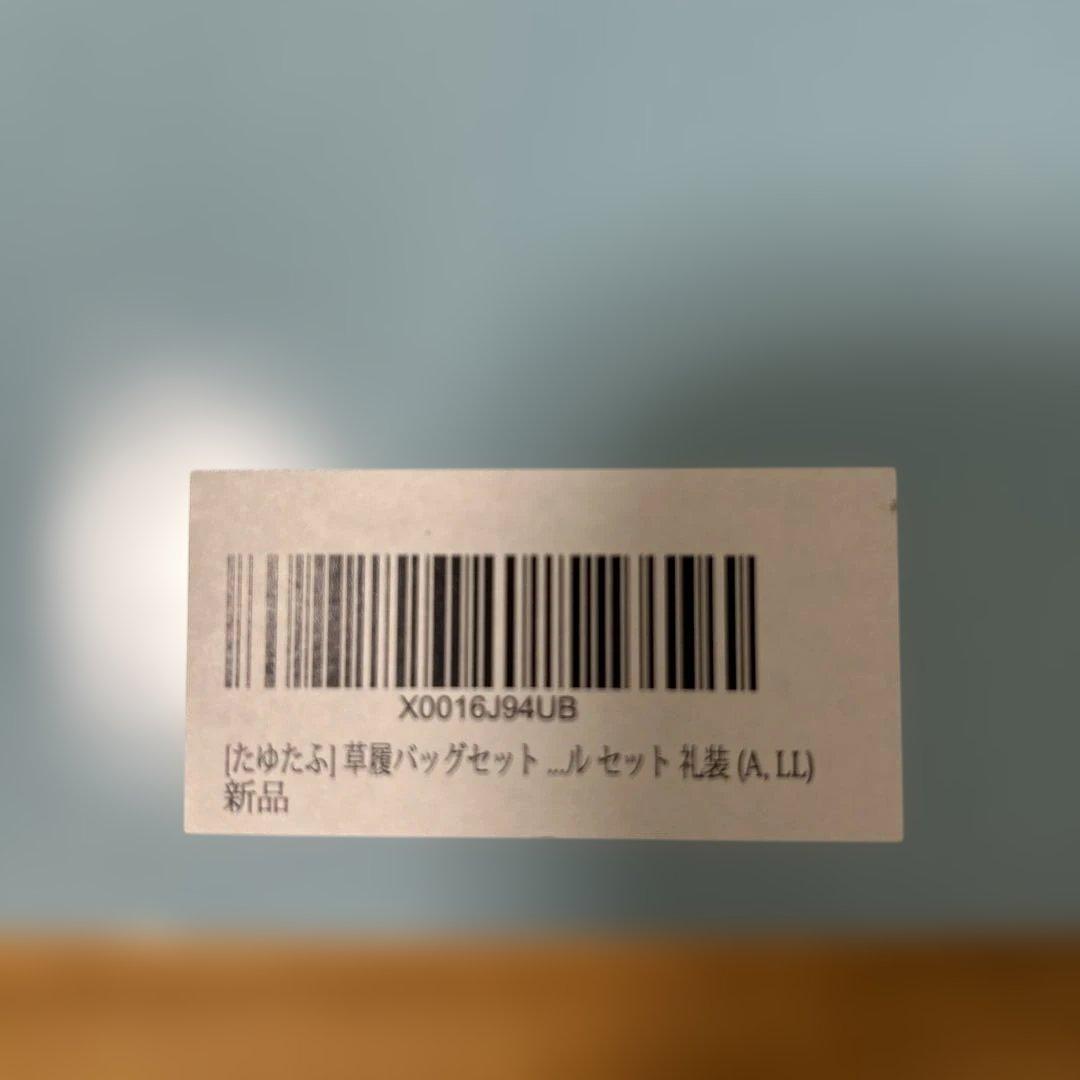 X0016J94UB
[たゆたふ] 草履バッグセット ...ル セット 礼装 (A, LL)
新品